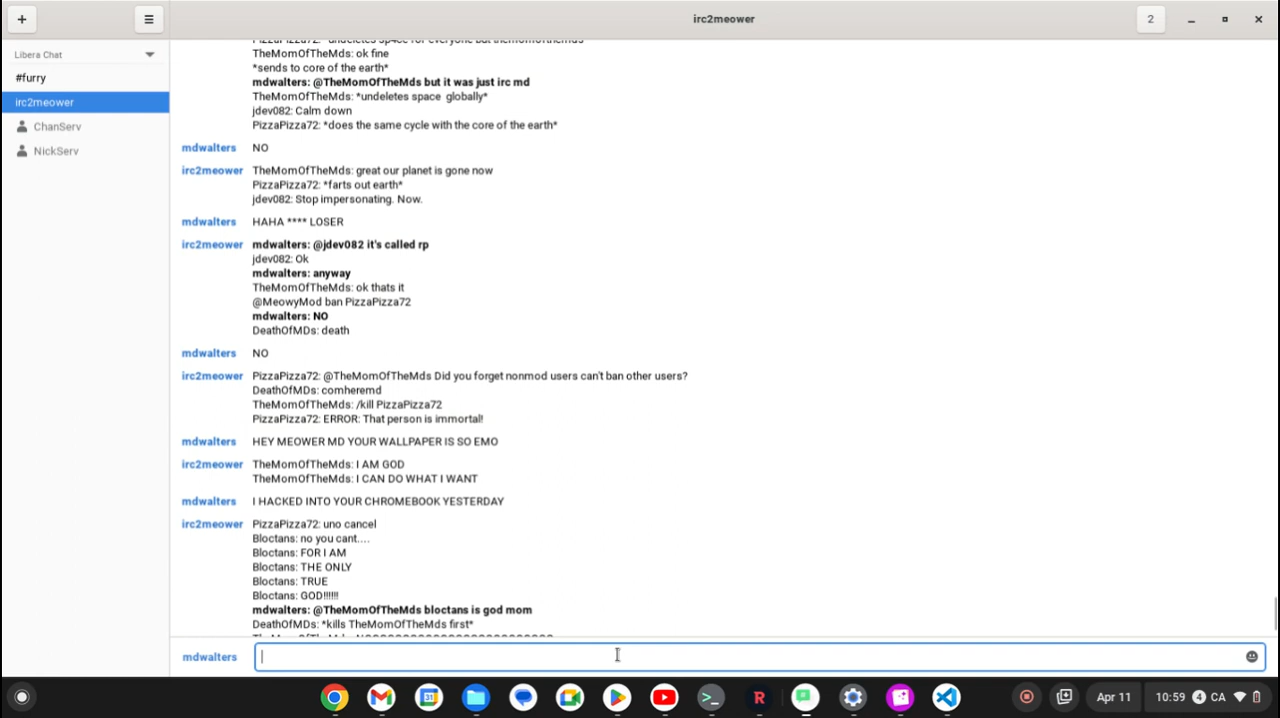 irc2meower
2
Libera Chat
#furry
irc2meower
ChanServ
NickServ
PizzaPizza72: *undeletes space for everyone but themomofthemds*
TheMomOfTheMds: ok fine
*sends to core of the earth*
mdwalters: @TheMomOfTheMds but it was just irc md
TheMomOfTheMds: *undeletes space globally*
jdev082: Calm down
PizzaPizza72: *does the same cycle with the core of the earth*
mdwalters NO
irc2meower TheMomOfTheMds: great our planet is gone now
PizzaPizza72: *farts out earth*
jdev082: Stop impersonating. Now.
mdwalters HAHA **** LOSER
irc2meower mdwalters: @jdev082 it's called rp
jdev082: Ok
mdwalters: anyway
TheMomOfTheMds: ok thats it
@MeowyMod ban PizzaPizza72
mdwalters: NO
DeathOfMDs: death
mdwalters NO
irc2meower PizzaPizza72: @TheMomOfTheMds Did you forget nonmod users can't ban other users?
DeathOfMDs: comheremd
TheMomOfTheMds: /kill PizzaPizza72
PizzaPizza72: ERROR: That person is immortal!
mdwalters HEY MEOWER MD YOUR WALLPAPER IS SO EMO
irc2meower TheMomOfTheMds: I AM GOD
TheMomOfTheMds: I CAN DO WHAT I WANT
mdwalters I HACKED INTO YOUR CHROMEBOOK YESTERDAY
irc2meower PizzaPizza72: uno cancel
Bloctans: no you cant....
Bloctans: FOR I AM
Bloctans: THE ONLY
Bloctans: TRUE
Bloctans: GOD!!!!!!
mdwalters: @TheMomOfTheMds bloctans is god mom
DeathOfMDs: *kills TheMomOfTheMds first*
mdwalters
Apr 11 10:59 4 CA